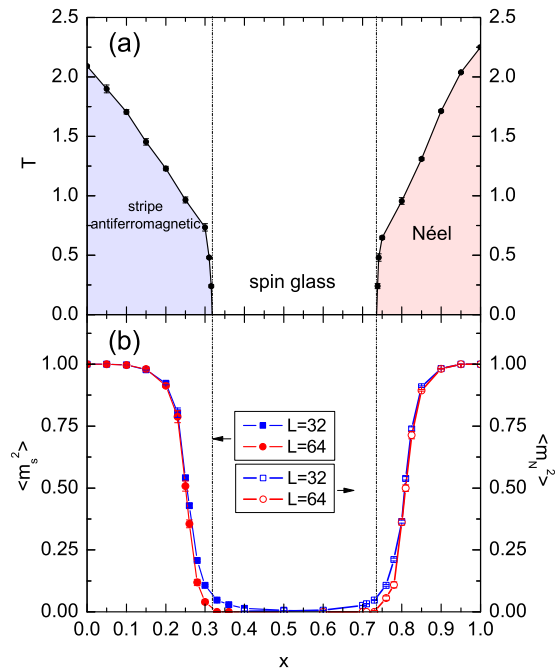 (a)
2.5
2.0
1.5
1.0
0.5
0.0
T
stripe
antiferromagnetic
spin glass
Néel
2.5
2.0
1.5
1.0
0.5
0.0
(b)
1.00
0.75
0.50
0.25
0.00
<m_s^2>
L=32
L=64
L=32
L=64
1.00
0.75
0.50
0.25
0.00
<m_N^2>
0.0 0.1 0.2 0.3 0.4 0.5 0.6 0.7 0.8 0.9 1.0
x